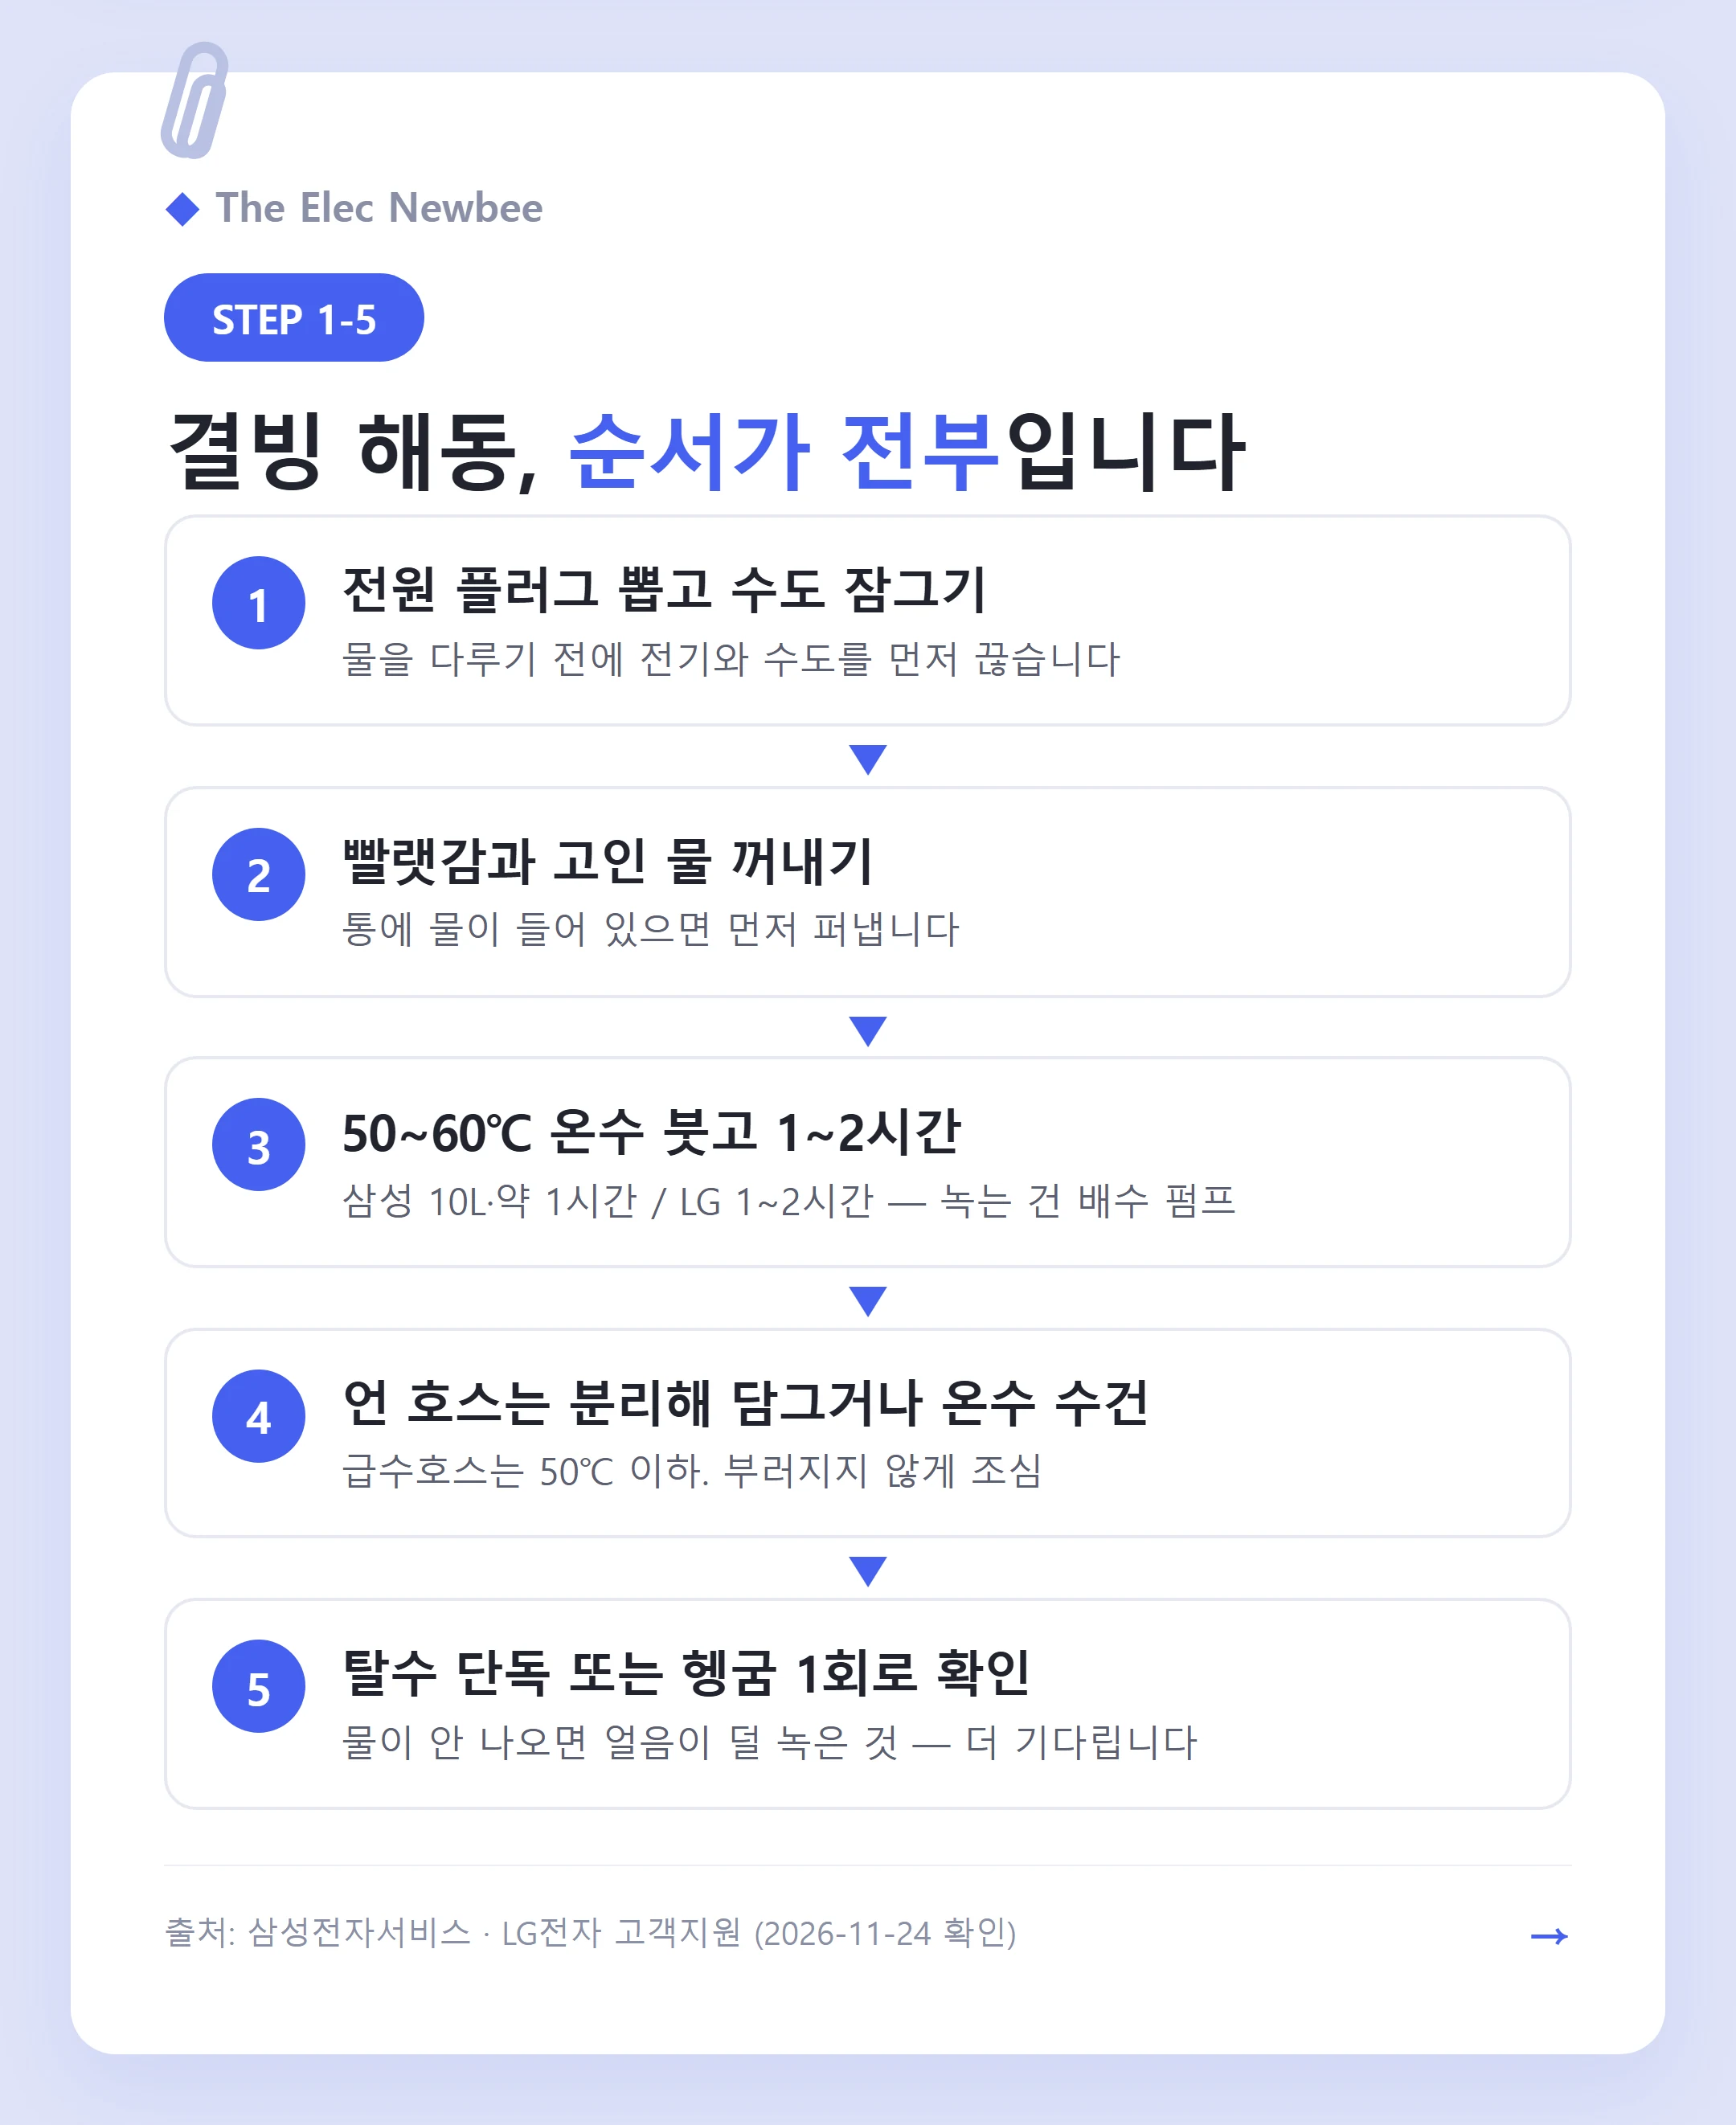 The Elec Newbee
STEP 1-5
결빙 해동, 순서가 전부입니다
1
전원 플러그 뽑고 수도 잠그기
물을 다루기 전에 전기와 수도를 먼저 끊습니다
2
빨랫감과 고인 물 꺼내기
통에 물이 들어 있으면 먼저 퍼냅니다
3
50~60℃ 온수 붓고 1~2시간
삼성 10L·약 1시간 / LG 1~2시간 — 녹는 건 배수 펌프
4
언 호스는 분리해 담그거나 온수 수건
급수호스는 50℃ 이하. 부러지지 않게 조심
5
탈수 단독 또는 헹굼 1회로 확인
물이 안 나오면 얼음이 덜 녹은 것 — 더 기다립니다
출처: 삼성전자서비스 · LG전자 고객지원 (2026-11-24 확인)
→